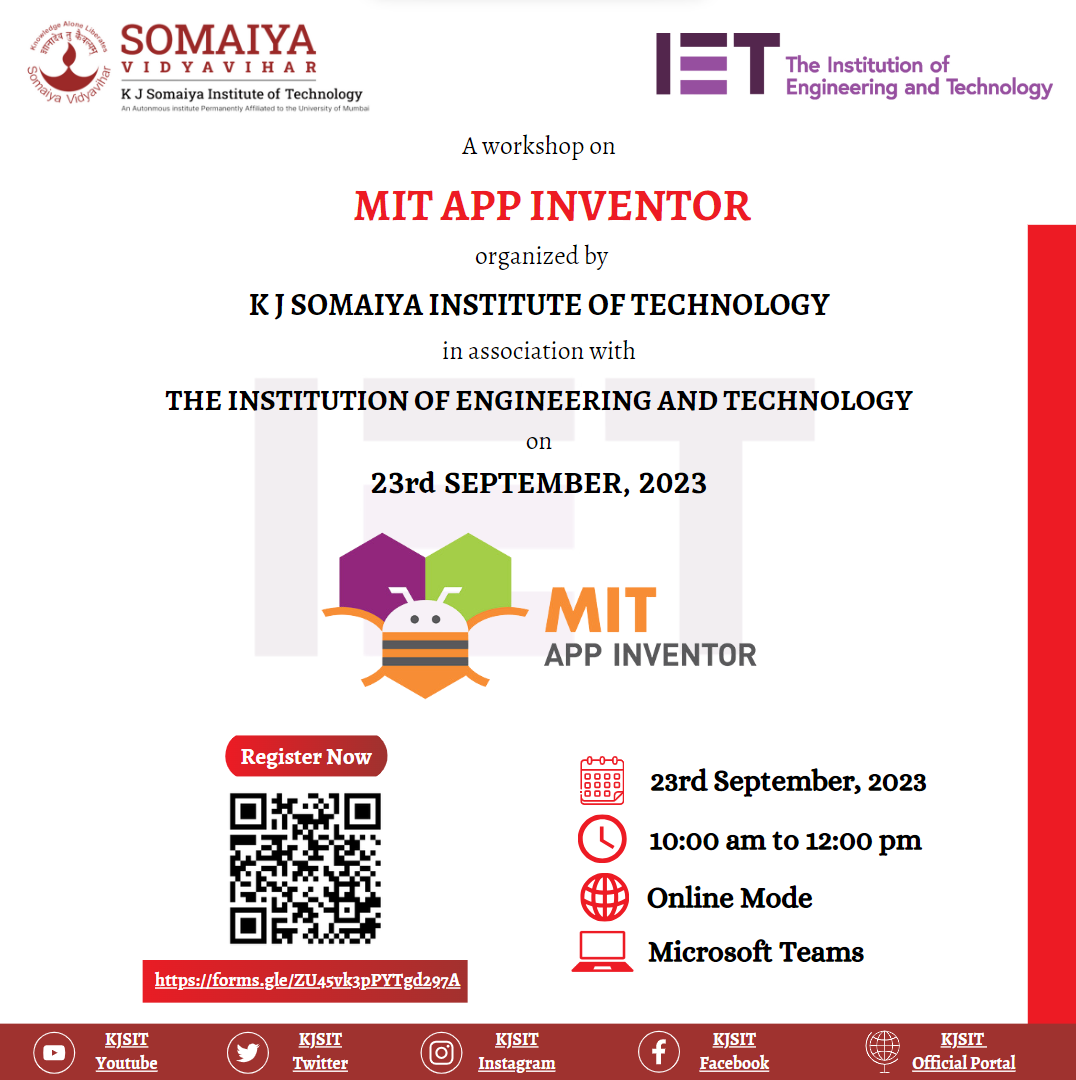 Knowledge Alone Liberates
ज्ञानादेव तु कैवल्यम्
Somaiya Vidyavihar
SOMAIYA
VIDYAVIHAR
K J Somaiya Institute of Technology
An Autonmous institute Permanently Affiliated to the University of Mumbai
IET
The Institution of
Engineering and Technology
A workshop on
MIT APP INVENTOR
organized by
K J SOMAIYA INSTITUTE OF TECHNOLOGY
in association with
THE INSTITUTION OF ENGINEERING AND TECHNOLOGY
on
23rd SEPTEMBER, 2023
IET
MIT
APP INVENTOR
Register Now
https://forms.gle/ZU45vk3pPYTgd297A
23rd September, 2023
10:00 am to 12:00 pm
Online Mode
Microsoft Teams
KJSIT
Youtube
KJSIT
Twitter
KJSIT
Instagram
KJSIT
Facebook
KJSIT
Official Portal